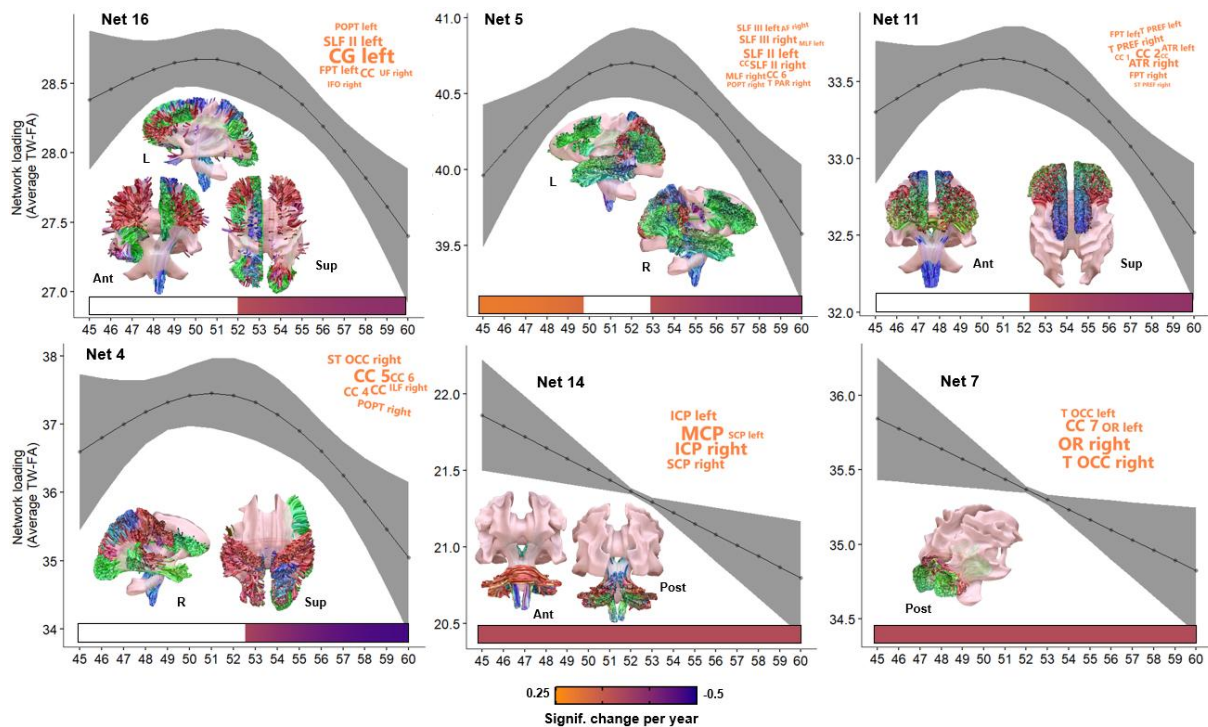 Net 16
POPT left
SLF II left
CG left
FPT left CC UF right
IFO right
Network loading
(Average TW-FA)
28.5
28.0
27.5
27.0
L
Ant
Sup
45 46 47 48 49 50 51 52 53 54 55 56 57 58 59 60
Net 5
SLF III left AF right
SLF III right MLF left
SLF II left
CC SLF II right
MLF right CC 6
POPT right T PAR right
40.5
40.0
39.5
L
R
45 46 47 48 49 50 51 52 53 54 55 56 57 58 59 60
Net 11
FPT left T PREF left
T PREF right
CC 1 CC 2 CC ATR left
ATR right
FPT right
ST PREF right
33.5
33.0
32.5
32.0
Ant
Sup
45 46 47 48 49 50 51 52 53 54 55 56 57 58 59 60
Net 4
ST OCC right
CC 5 CC 6
CC 4 CC ILF right
POPT right
Network loading
(Average TW-FA)
38
37
36
35
34
R
Sup
45 46 47 48 49 50 51 52 53 54 55 56 57 58 59 60
Net 14
ICP left
MCP SCP left
ICP right
SCP right
22.0
21.5
21.0
20.5
Ant
Post
45 46 47 48 49 50 51 52 53 54 55 56 57 58 59 60
Net 7
T OCC left
CC 7 OR left
OR right
T OCC right
36.0
35.5
35.0
34.5
Post
45 46 47 48 49 50 51 52 53 54 55 56 57 58 59 60
0.25 -0.5
Signif. change per year